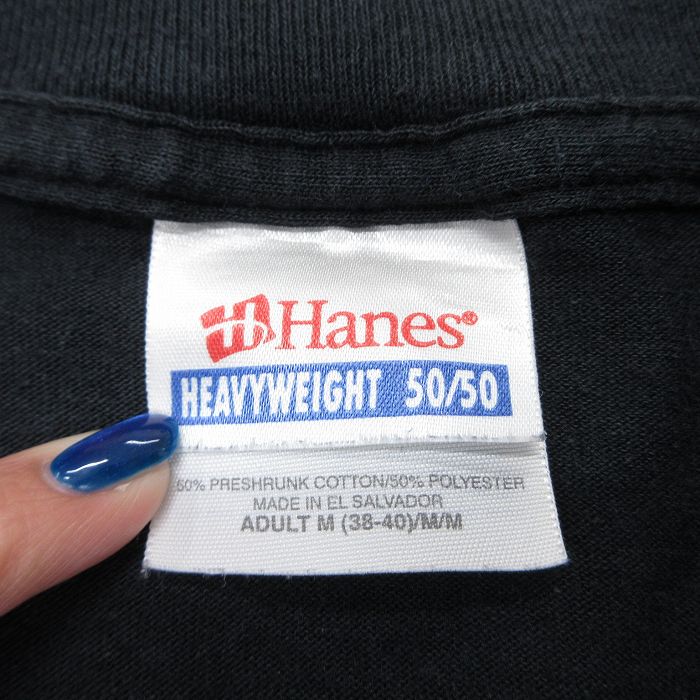 Hanes®
HEAVYWEIGHT 50/50
50% PRESHRUNK COTTON/50% POLYESTER
MADE IN EL SALVADOR
ADULT M (38-40)/M/M